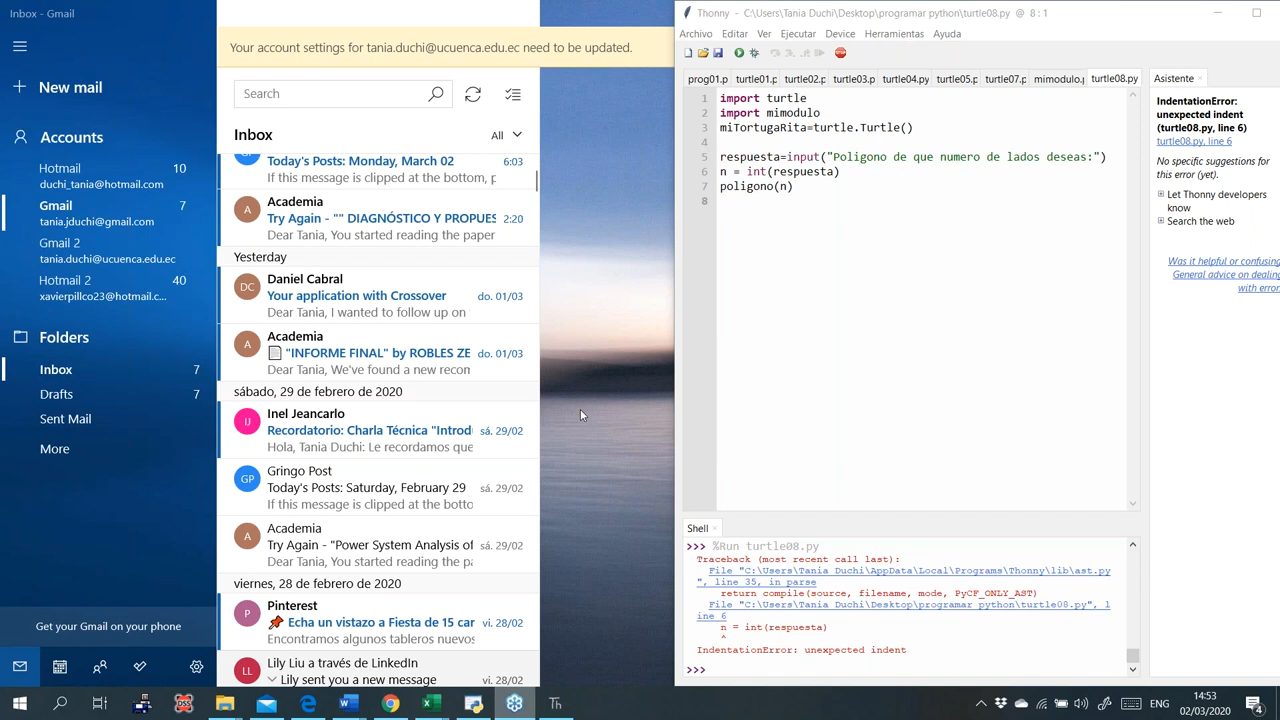 Inbox - Gmail
New mail
Accounts
Hotmail 10
duchi_tania@hotmail.com
Gmail 7
tania.jduchi@gmail.com
Gmail 2
tania.duchi@ucuenca.edu.ec
Hotmail 2 40
xavierpillco23@hotmail.c...
Folders
Inbox 7
Drafts 7
Sent Mail
More
Get your Gmail on your phone
Your account settings for tania.duchi@ucuenca.edu.ec need to be updated.
Search
Inbox All
Today's Posts: Monday, March 02 6:03
If this message is clipped at the bottom, p
A Academia
Try Again - "" DIAGNÓSTICO Y PROPUES 2:20
Dear Tania, You started reading the paper
Yesterday
DC Daniel Cabral
Your application with Crossover do. 01/03
Dear Tania, I wanted to follow up on
A Academia
"INFORME FINAL" by ROBLES ZE do. 01/03
Dear Tania, We've found a new recon
sábado, 29 de febrero de 2020
IJ Inel Jeancarlo
Recordatorio: Charla Técnica "Introd sá. 29/02
Hola, Tania Duchi: Le recordamos que
GP Gringo Post
Today's Posts: Saturday, February 29 sá. 29/02
If this message is clipped at the bottom, p
A Academia
Try Again - "Power System Analysis of sá. 29/02
Dear Tania, You started reading the pa
viernes, 28 de febrero de 2020
P Pinterest
Echa un vistazo a Fiesta de 15 car vi. 28/02
Encontramos algunos tableros nuevos
LL Lily Liu a través de LinkedIn
Lily sent you a new message vi. 28/02
Thonny - C:\Users\Tania Duchi\Desktop\programar python\turtle08.py @ 8 : 1
Archivo Editar Ver Ejecutar Device Herramientas Ayuda
prog01.p turtle01.p turtle02.p turtle03.p turtle04.py turtle05.p turtle07.p mimodulo.p turtle08.py
1 import turtle
2 import mimodulo
3 miTortugaRita=turtle.Turtle()
4
5 respuesta=input("Poligono de que numero de lados deseas:")
6 n = int(respuesta)
7 poligono(n)
8
Asistente
IndentationError:
unexpected indent
(turtle08.py, line 6)
turtle08.py, line 6
No specific suggestions for
this error (yet).
Let Thonny developers
know
Search the web
Was it helpful or confusing
General advice on dealing
with error
Shell
>>> %Run turtle08.py
Traceback (most recent call last):
File "C:\Users\Tania Duchi\AppData\Local\Programs\Thonny\lib\ast.py
", line 35, in parse
return compile(source, filename, mode, PyCF_ONLY_AST)
File "C:\Users\Tania Duchi\Desktop\programar python\turtle08.py", l
ine 6
n = int(respuesta)
^
IndentationError: unexpected indent
>>>
Th
ENG
14:53
02/03/2020
4